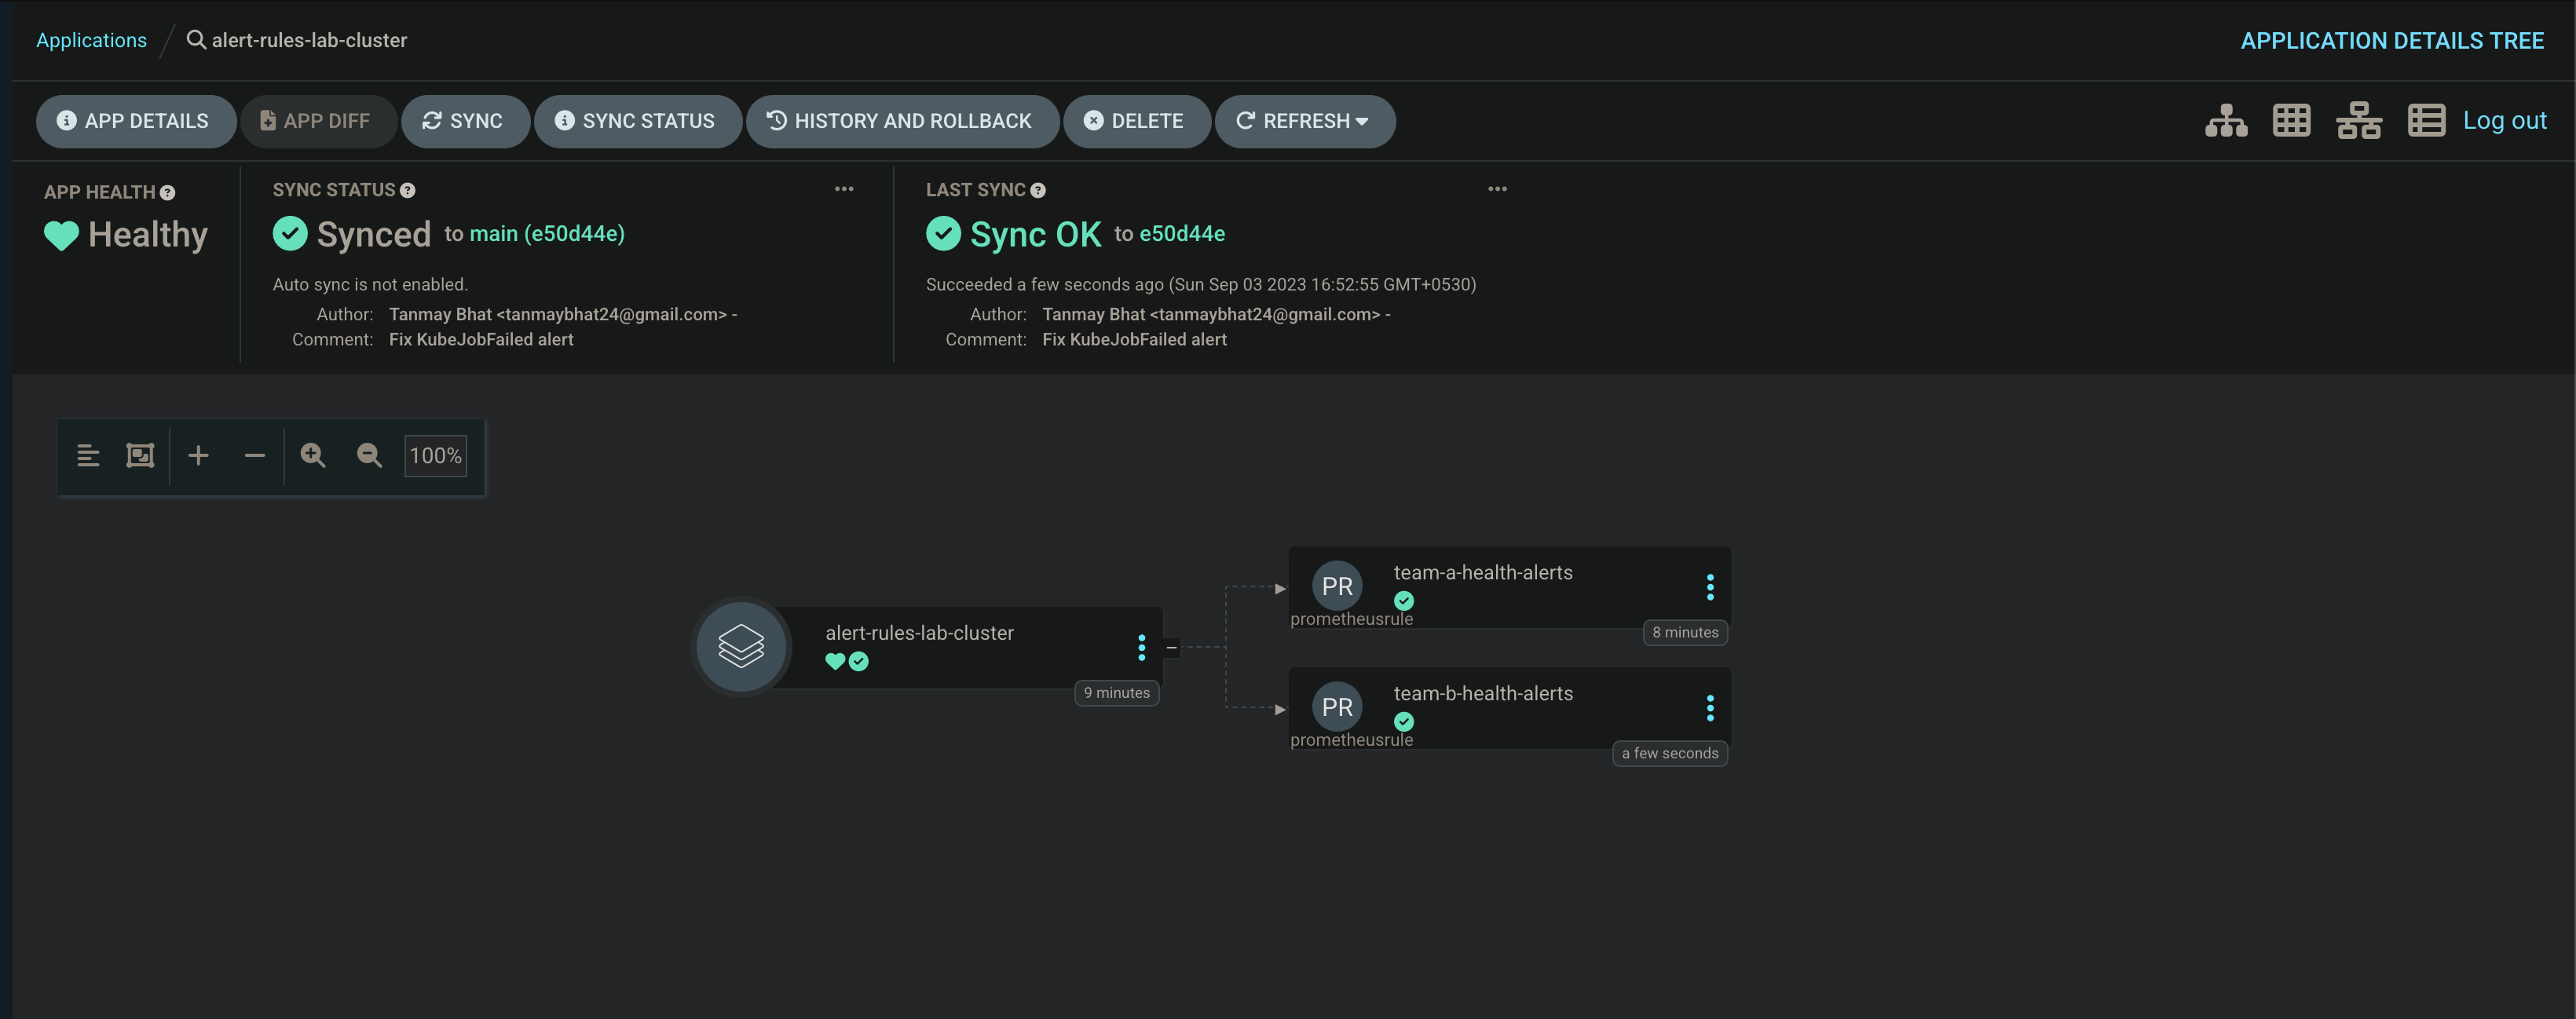 Applications / alert-rules-lab-cluster
APPLICATION DETAILS TREE
APP DETAILS
APP DIFF
SYNC
SYNC STATUS
HISTORY AND ROLLBACK
DELETE
REFRESH
Log out
APP HEALTH
Healthy
SYNC STATUS
Synced to main (e50d44e)
Auto sync is not enabled.
Author: Tanmay Bhat <tanmaybhat24@gmail.com> -
Comment: Fix KubeJobFailed alert
LAST SYNC
Sync OK to e50d44e
Succeeded a few seconds ago (Sun Sep 03 2023 16:52:55 GMT+0530)
Author: Tanmay Bhat <tanmaybhat24@gmail.com> -
Comment: Fix KubeJobFailed alert
100%
alert-rules-lab-cluster
9 minutes
PR
team-a-health-alerts
prometheusrule
8 minutes
PR
team-b-health-alerts
prometheusrule
a few seconds